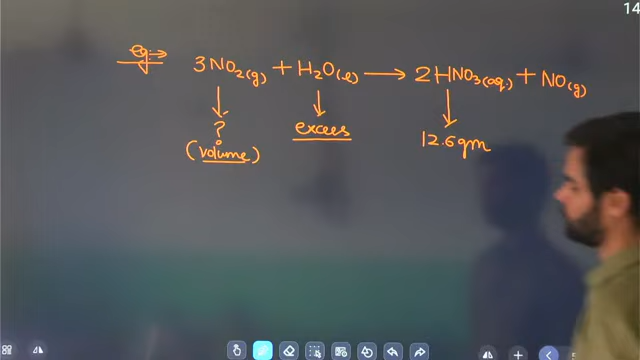 14
eg→ 3NO₂(g) + H₂O(l) → 2HNO₃(aq.) + NO(g)
? excess 12.6gm
(volume)